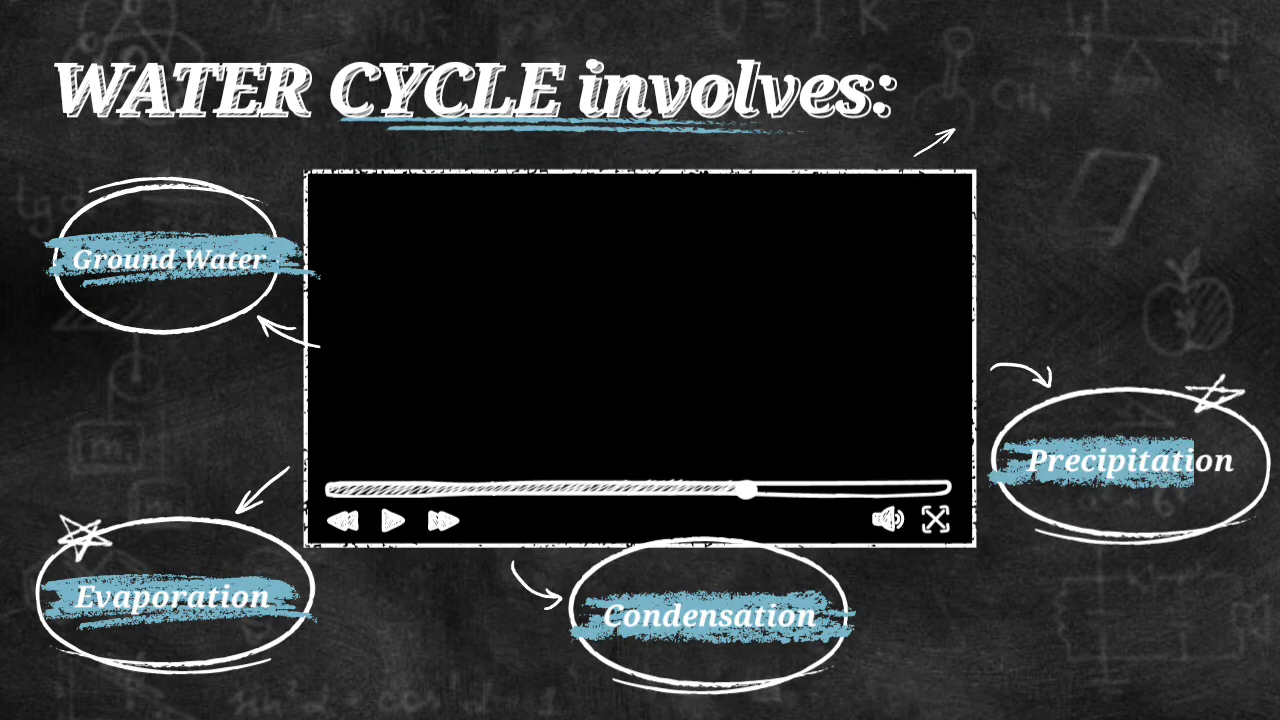 WATER CYCLE involves:
Ground Water
Precipitation
Evaporation
Condensation